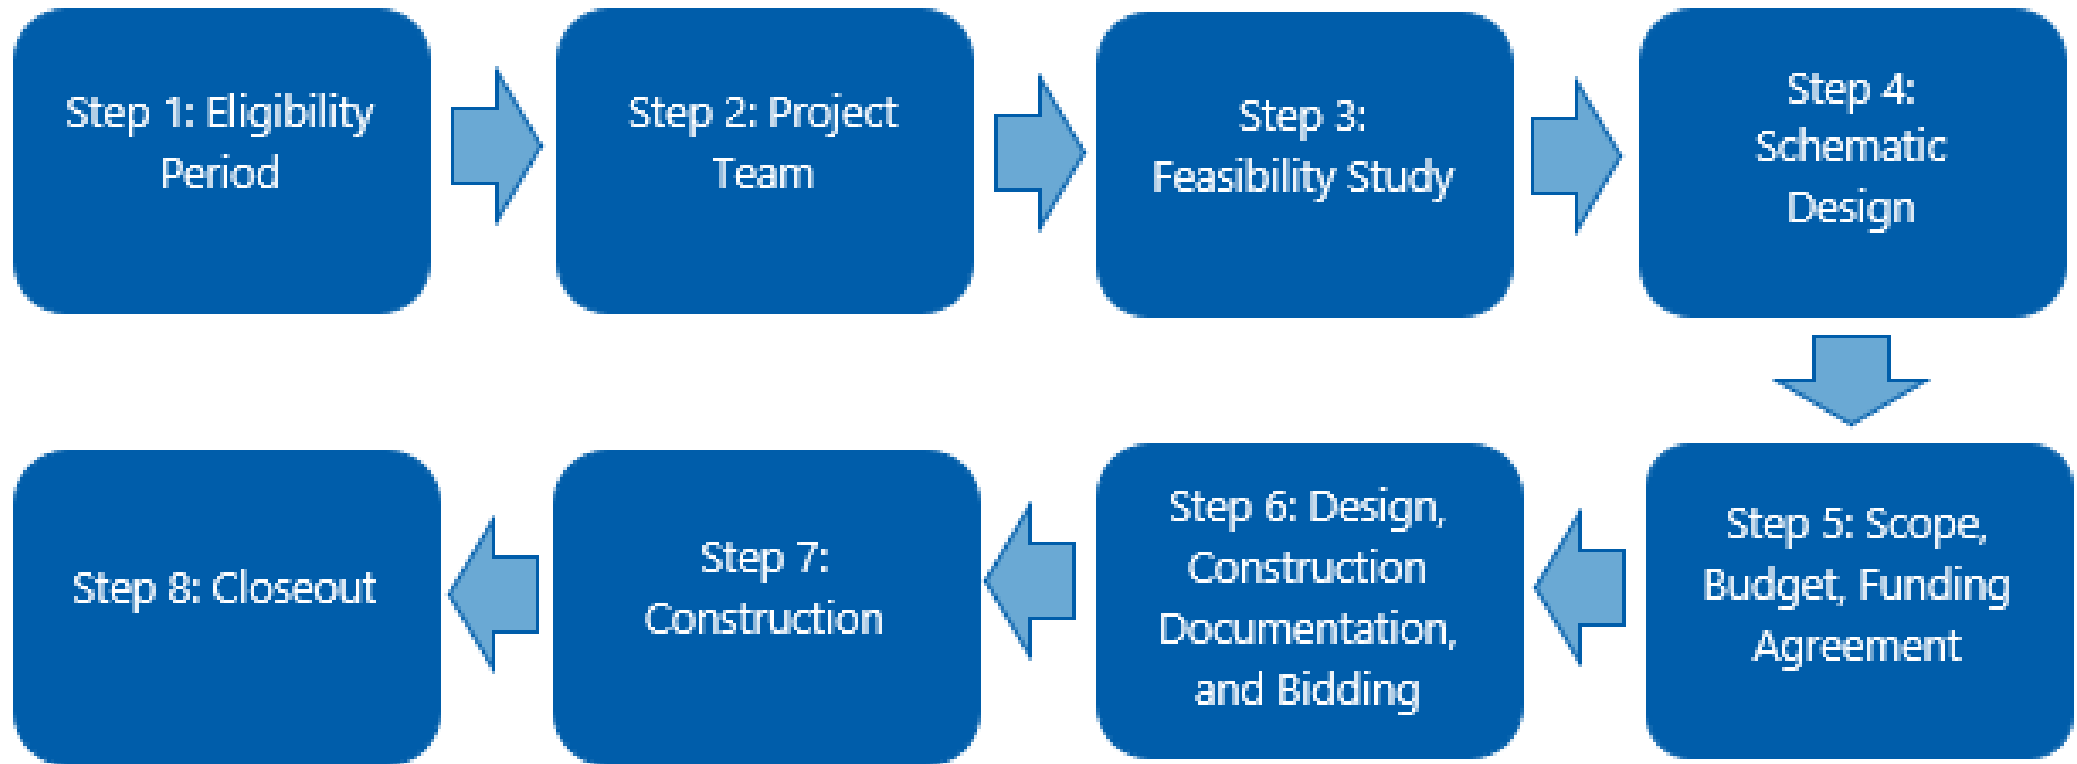 Step 1: Eligibility
Period
Step 2: Project
Team
Step 3:
Feasibility Study
Step 4:
Schematic
Design
Step 5: Scope,
Budget, Funding
Agreement
Step 6: Design,
Construction
Documentation,
and Bidding
Step 7:
Construction
Step 8: Closeout